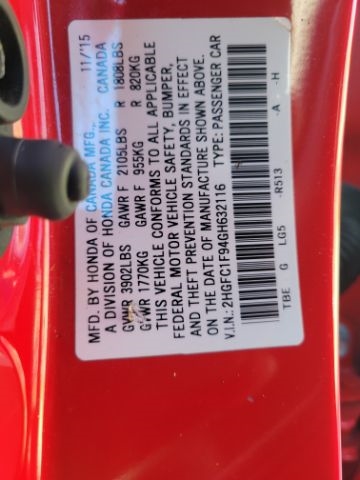 MFD. BY HONDA OF CANADA MFG., 11/15
A DIVISION OF HONDA CANADA INC. CANADA
GVWR 3902LBS GAWR F 2105LBS R 1808LBS
GVWR 1770KG GAWR F 955KG R 820KG
THIS VEHICLE CONFORMS TO ALL APPLICABLE
FEDERAL MOTOR VEHICLE SAFETY, BUMPER,
AND THEFT PREVENTION STANDARDS IN EFFECT
ON THE DATE OF MANUFACTURE SHOWN ABOVE.
V.I.N.: 2HGFC1F94GH632116 TYPE: PASSENGER CAR
TBE G LG5 -R513 -A -H